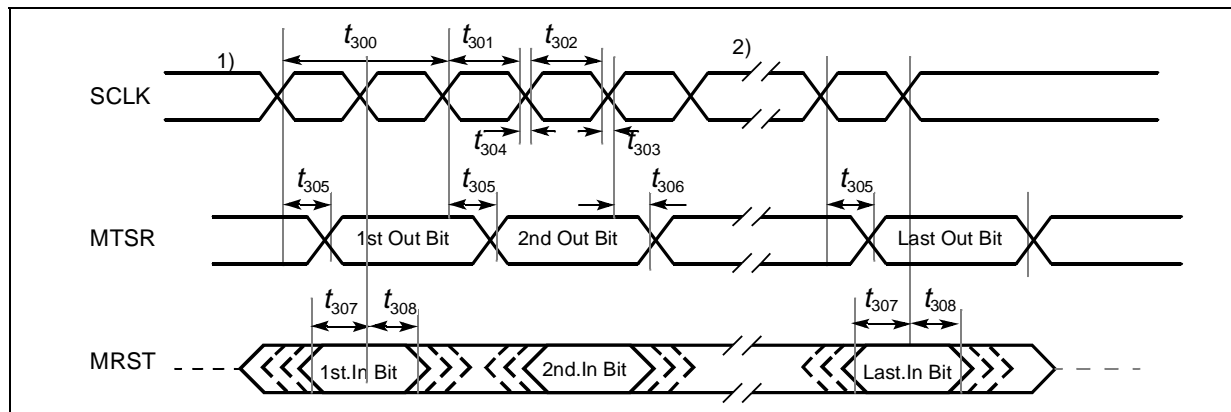 1) t300 t301 t302 2)
SCLK
t304 t303
t305 t305 t306 t305
MTSR 1st Out Bit 2nd Out Bit Last Out Bit
t307 t308 t307 t308
MRST 1st.In Bit 2nd.In Bit Last.In Bit